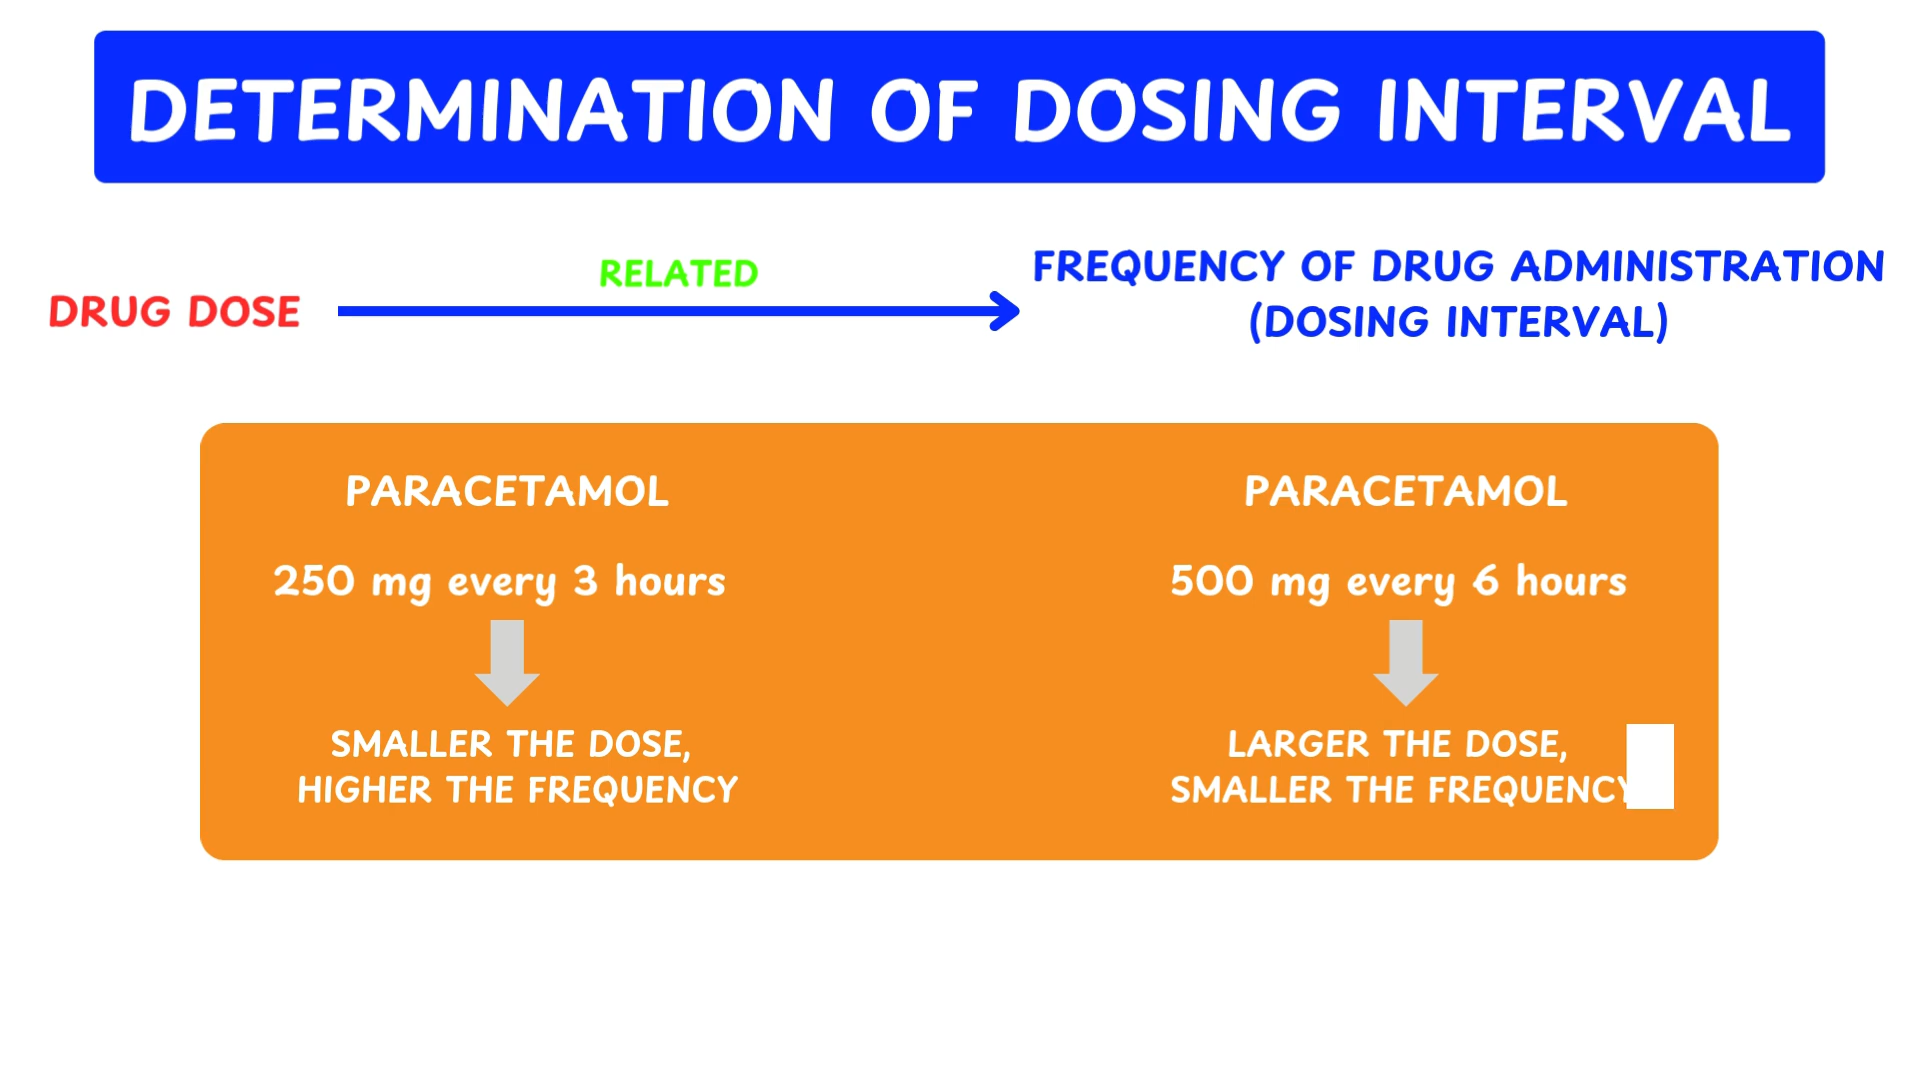 DETERMINATION OF DOSING INTERVAL
RELATED
DRUG DOSE
FREQUENCY OF DRUG ADMINISTRATION
(DOSING INTERVAL)
PARACETAMOL
250 mg every 3 hours
SMALLER THE DOSE,
HIGHER THE FREQUENCY
PARACETAMOL
500 mg every 6 hours
LARGER THE DOSE,
SMALLER THE FREQUENCY